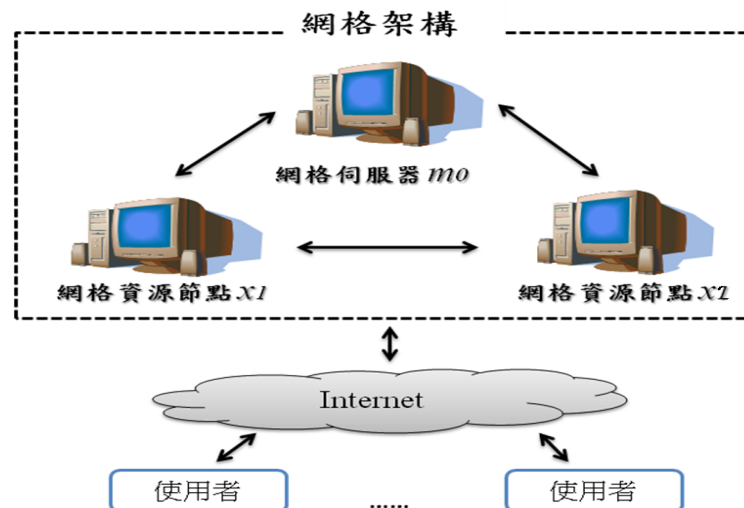 網格架構
網格伺服器 m0
網格資源節點 x1
網格資源節點 x2
Internet
使用者
......
使用者